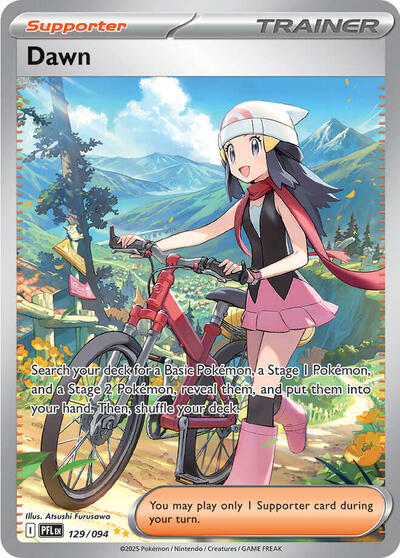 Supporter TRAINER
Dawn
Search your deck for a Basic Pokémon, a Stage 1 Pokémon,
and a Stage 2 Pokémon, reveal them, and put them into
your hand. Then, shuffle your deck.
You may play only 1 Supporter card during
your turn.
Illus. Atsushi Furusawa
I PFL EN 129/094
©2025 Pokémon / Nintendo / Creatures / GAME FREAK